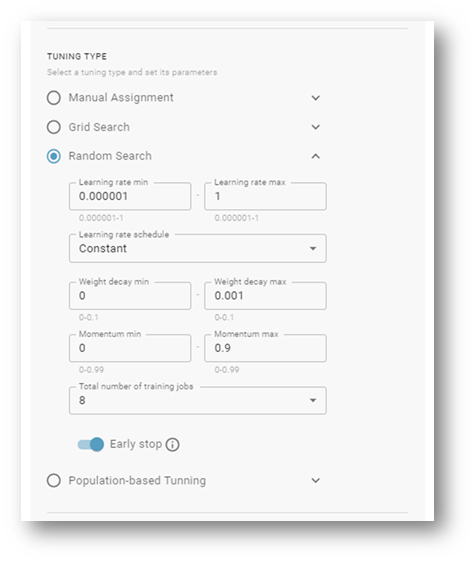 TUNING TYPE
Select a tuning type and set its parameters
Manual Assignment
Grid Search
Random Search
Learning rate min
Learning rate max
0.000001
-
1
0.000001-1
0.000001-1
Learning rate schedule
Constant
Weight decay min
Weight decay max
0
-
0.001
0-0.1
0-0.1
Momentum min
Momentum max
0
-
0.9
0-0.99
0-0.99
Total number of training jobs
8
Early stop
Population-based Tunning